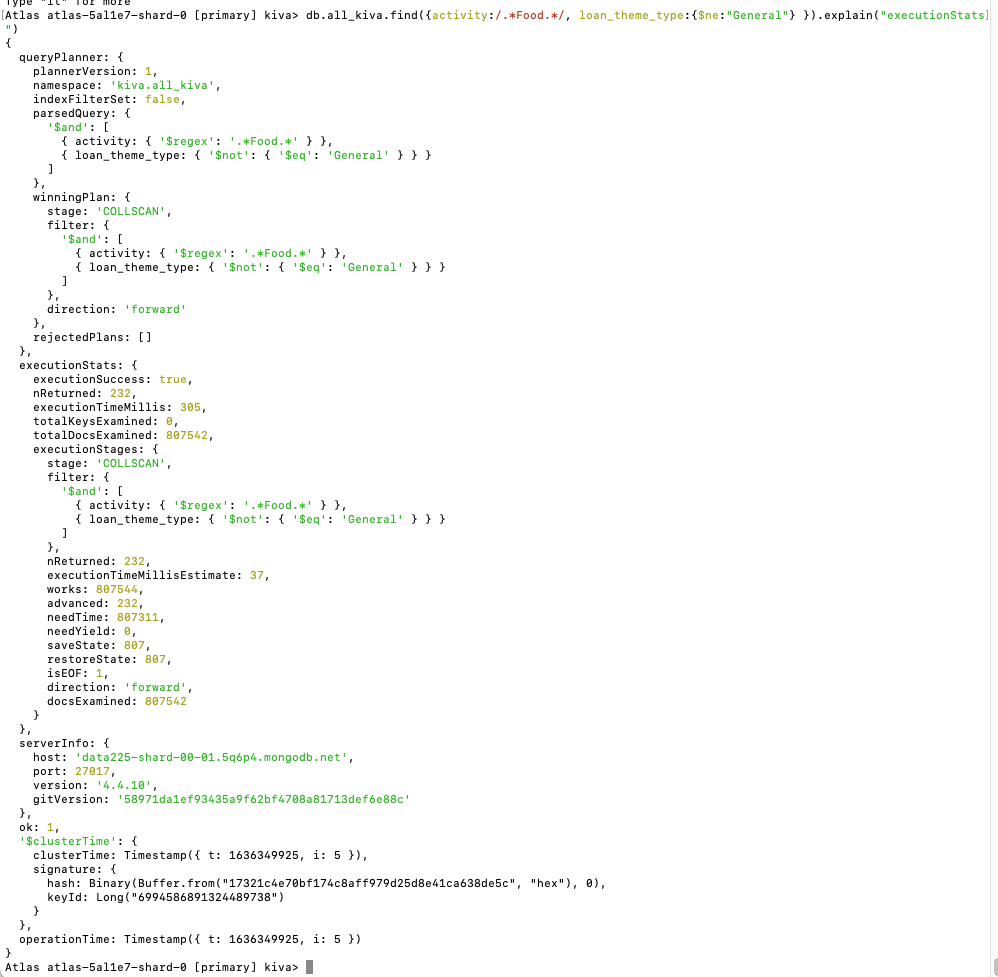 Type "it" for more
[Atlas atlas-5al1e7-shard-0 [primary] kiva> db.all_kiva.find({activity:/.*Food.*/, loan_theme_type:{$ne:"General"} }).explain("executionStats]
")
{
  queryPlanner: {
    plannerVersion: 1,
    namespace: 'kiva.all_kiva',
    indexFilterSet: false,
    parsedQuery: {
      '$and': [
        { activity: { '$regex': '.*Food.*' } },
        { loan_theme_type: { '$not': { '$eq': 'General' } } }
      ]
    },
    winningPlan: {
      stage: 'COLLSCAN',
      filter: {
        '$and': [
          { activity: { '$regex': '.*Food.*' } },
          { loan_theme_type: { '$not': { '$eq': 'General' } } }
        ]
      },
      direction: 'forward'
    },
    rejectedPlans: []
  },
  executionStats: {
    executionSuccess: true,
    nReturned: 232,
    executionTimeMillis: 305,
    totalKeysExamined: 0,
    totalDocsExamined: 807542,
    executionStages: {
      stage: 'COLLSCAN',
      filter: {
        '$and': [
          { activity: { '$regex': '.*Food.*' } },
          { loan_theme_type: { '$not': { '$eq': 'General' } } }
        ]
      },
      nReturned: 232,
      executionTimeMillisEstimate: 37,
      works: 807544,
      advanced: 232,
      needTime: 807311,
      needYield: 0,
      saveState: 807,
      restoreState: 807,
      isEOF: 1,
      direction: 'forward',
      docsExamined: 807542
    }
  },
  serverInfo: {
    host: 'data225-shard-00-01.5q6p4.mongodb.net',
    port: 27017,
    version: '4.4.10',
    gitVersion: '58971da1ef93435a9f62bf4708a81713def6e88c'
  },
  ok: 1,
  '$clusterTime': {
    clusterTime: Timestamp({ t: 1636349925, i: 5 }),
    signature: {
      hash: Binary(Buffer.from("17321c4e70bf174c8aff979d25d8e41ca638de5c", "hex"), 0),
      keyId: Long("6994586891324489738")
    }
  },
  operationTime: Timestamp({ t: 1636349925, i: 5 })
}
Atlas atlas-5al1e7-shard-0 [primary] kiva>